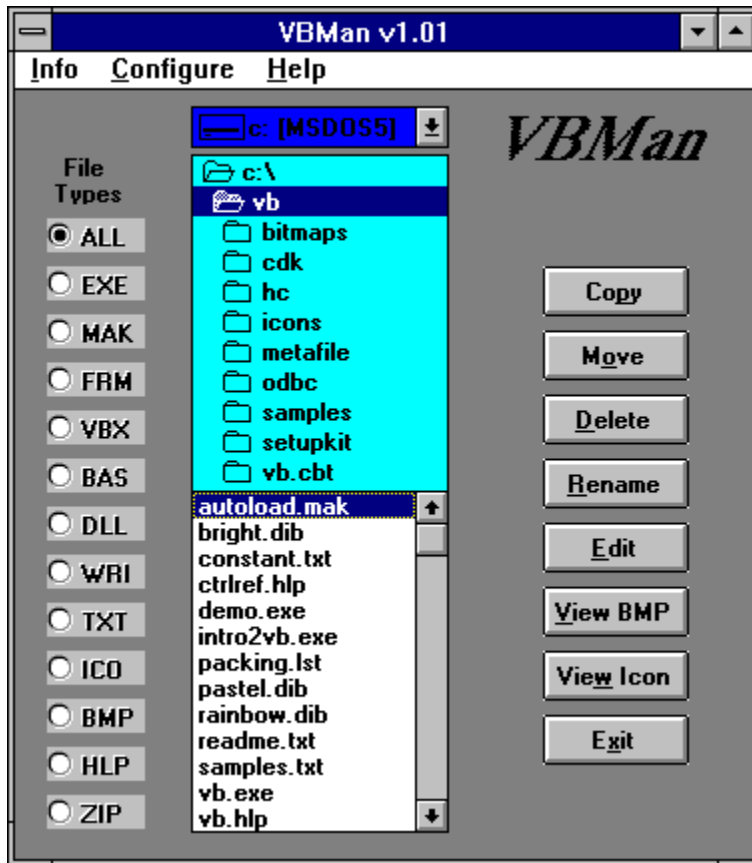 VBMan v1.01
Info Configure Help
c: [MSDOS5]
VBMan
File
Types
ALL
EXE
MAK
FRM
VBX
BAS
DLL
WRI
TXT
ICO
BMP
HLP
ZIP
c:\
vb
bitmaps
cdk
hc
icons
metafile
odbc
samples
setupkit
vb.cbt
autoload.mak
bright.dib
constant.txt
ctrlref.hlp
demo.exe
intro2vb.exe
packing.lst
pastel.dib
rainbow.dib
readme.txt
samples.txt
vb.exe
vb.hlp
Copy
Move
Delete
Rename
Edit
View BMP
View Icon
Exit